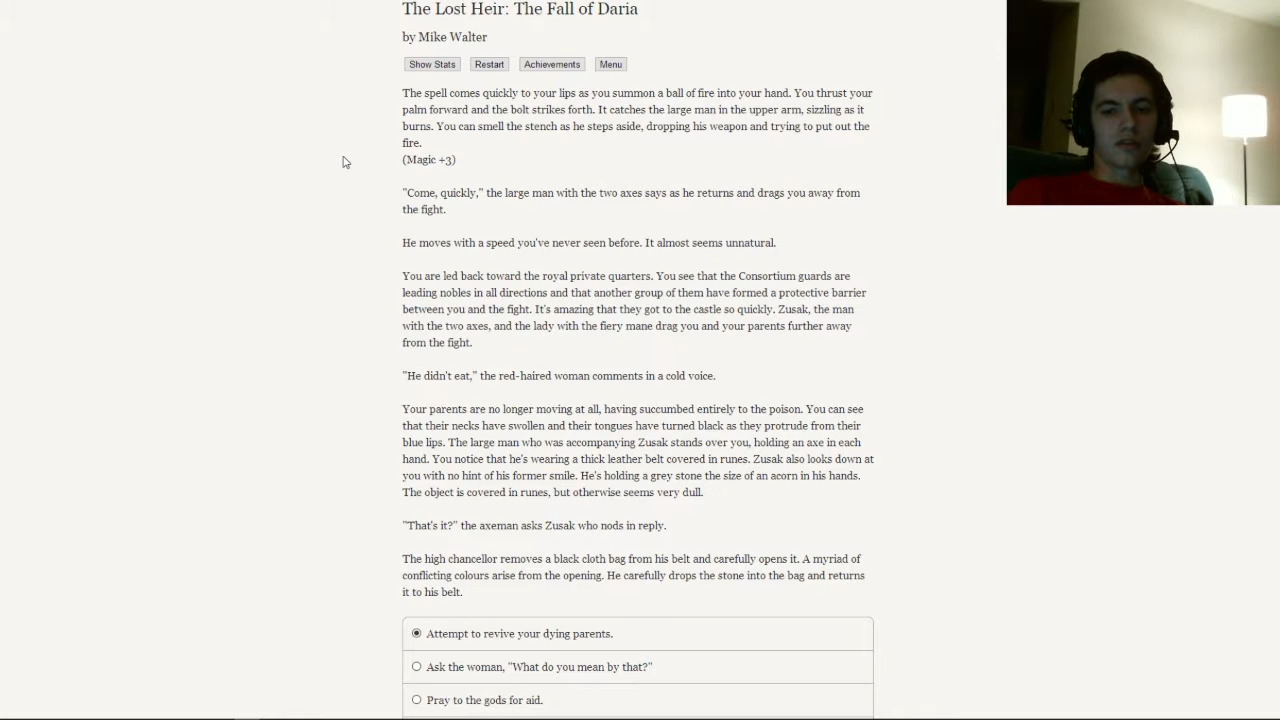 The Lost Heir: The Fall of Daria
by Mike Walter
Show Stats Restart Achievements Menu
The spell comes quickly to your lips as you summon a ball of fire into your hand. You thrust your
palm forward and the bolt strikes forth. It catches the large man in the upper arm, sizzling as it
burns. You can smell the stench as he steps aside, dropping his weapon and trying to put out the
fire.
(Magic +3)
"Come, quickly," the large man with the two axes says as he returns and drags you away from
the fight.
He moves with a speed you've never seen before. It almost seems unnatural.
You are led back toward the royal private quarters. You see that the Consortium guards are
leading nobles in all directions and that another group of them have formed a protective barrier
between you and the fight. It's amazing that they got to the castle so quickly. Zusak, the man
with the two axes, and the lady with the fiery mane drag you and your parents further away
from the fight.
"He didn't eat," the red-haired woman comments in a cold voice.
Your parents are no longer moving at all, having succumbed entirely to the poison. You can see
that their necks have swollen and their tongues have turned black as they protrude from their
blue lips. The large man who was accompanying Zusak stands over you, holding an axe in each
hand. You notice that he's wearing a thick leather belt covered in runes. Zusak also looks down at
you with no hint of his former smile. He's holding a grey stone the size of an acorn in his hands.
The object is covered in runes, but otherwise seems very dull.
"That's it?" the axeman asks Zusak who nods in reply.
The high chancellor removes a black cloth bag from his belt and carefully opens it. A myriad of
conflicting colours arise from the opening. He carefully drops the stone into the bag and returns
it to his belt.
Attempt to revive your dying parents.
Ask the woman, "What do you mean by that?"
Pray to the gods for aid.